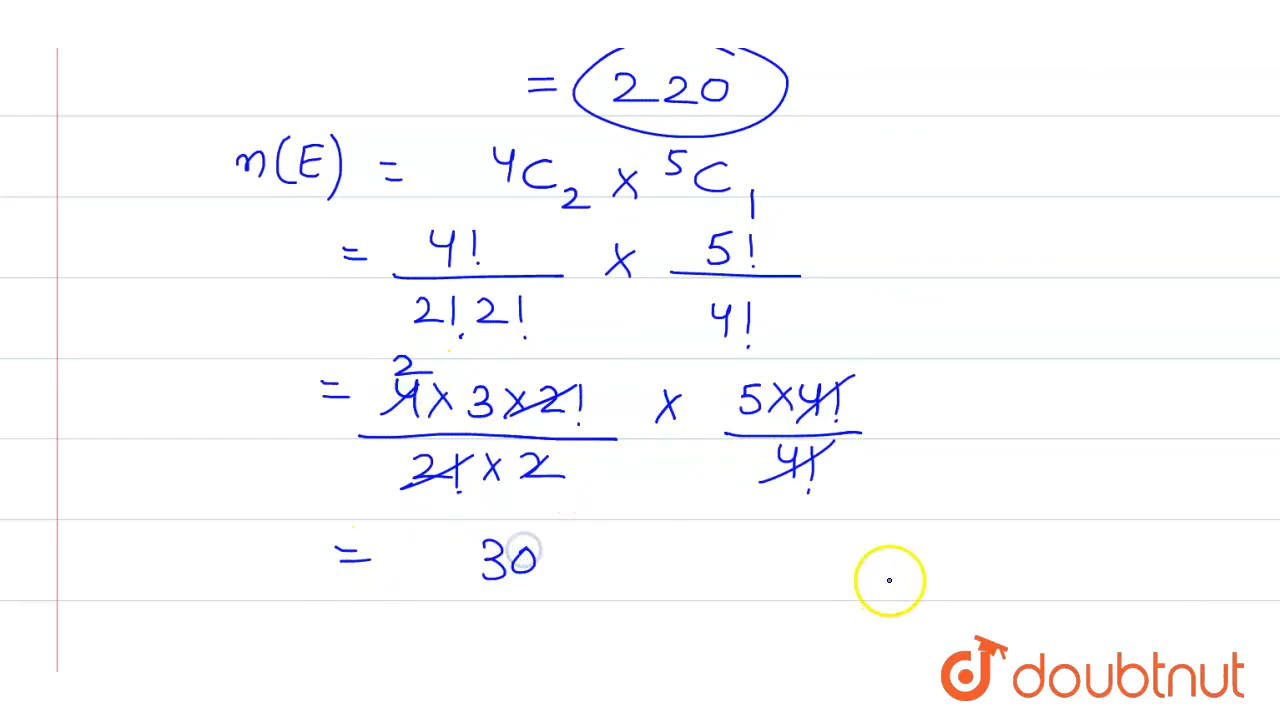 = 220
n(E) = ⁴C₂ × ⁵C₁
= 4! / 2! 2! × 5! / 4!
2
= 4 × 3 × 2! / 2! × 2 × 5 × 4! / 4!
= 30
doubtnut